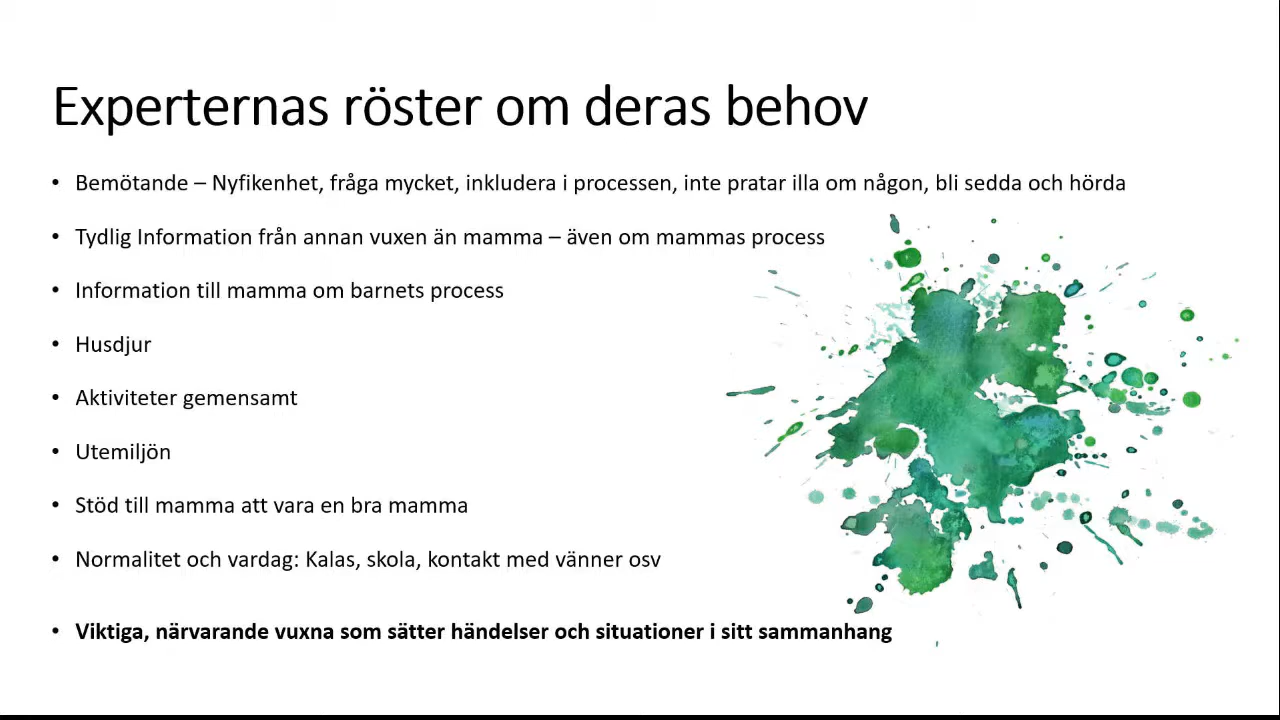 Experternas röster om deras behov
• Bemötande – Nyfikenhet, fråga mycket, inkludera i processen, inte pratar illa om någon, bli sedda och hörda
• Tydlig Information från annan vuxen än mamma – även om mammas process
• Information till mamma om barnets process
• Husdjur
• Aktiviteter gemensamt
• Utemiljön
• Stöd till mamma att vara en bra mamma
• Normalitet och vardag: Kalas, skola, kontakt med vänner osv
• Viktiga, närvarande vuxna som sätter händelser och situationer i sitt sammanhang